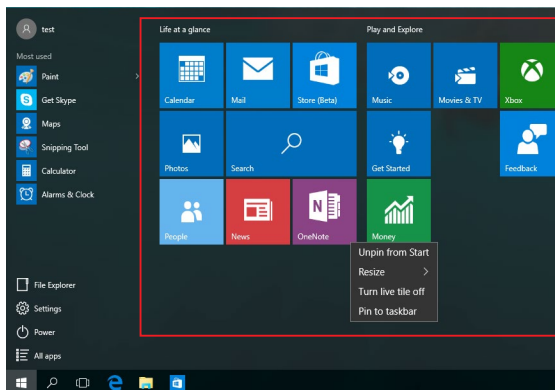 test
Most used
Paint
Get Skype
Maps
Snipping Tool
Calculator
Alarms & Clock
File Explorer
Settings
Power
All apps
Life at a glance
Calendar
Mail
Store (Beta)
Photos
Search
People
News
OneNote
Play and Explore
Music
Movies & TV
Xbox
Get Started
Feedback
Money
Unpin from Start
Resize
Turn live tile off
Pin to taskbar